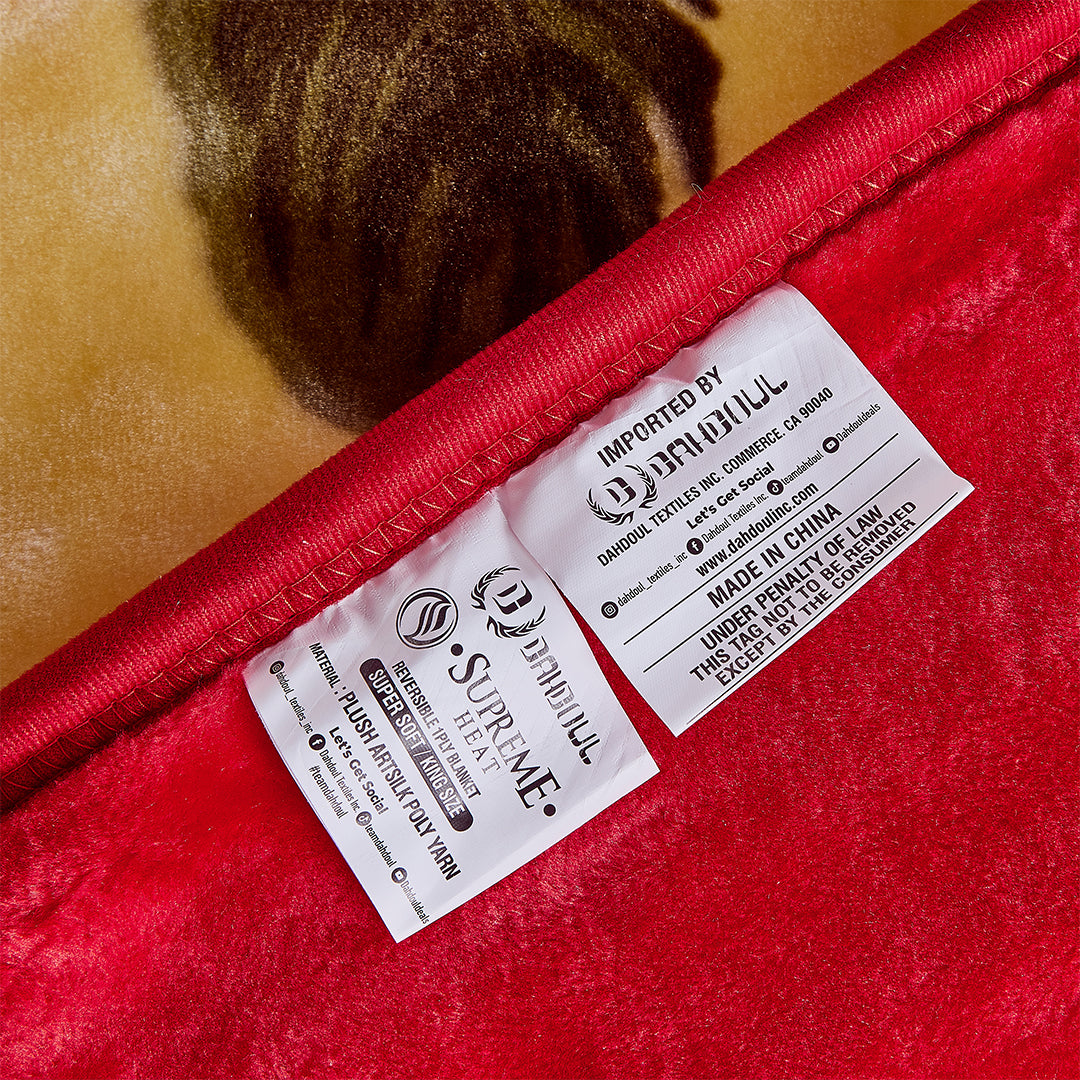 DAHDOUL
•SUPREME•
HEAT
REVERSIBLE 1PLY BLANKET
SUPER SOFT / KING SIZE
MATERIAL : PLUSH ARTSILK POLY YARN
Let's Get Social
@dahdoul_textiles_inc Dahdoul Textiles Inc teamdahdoul Dahdouldeals
#teamdahdoul
IMPORTED BY
D DAHDOUL
DAHDOUL TEXTILES INC. COMMERCE. CA 90040
Let's Get Social
dahdoul_textiles_inc Dahdoul Textiles Inc. teamdahdoul Dahdouldeals
www.dahdoulinc.com
MADE IN CHINA
UNDER PENALTY OF LAW
THIS TAG NOT TO BE REMOVED
EXCEPT BY THE CONSUMER